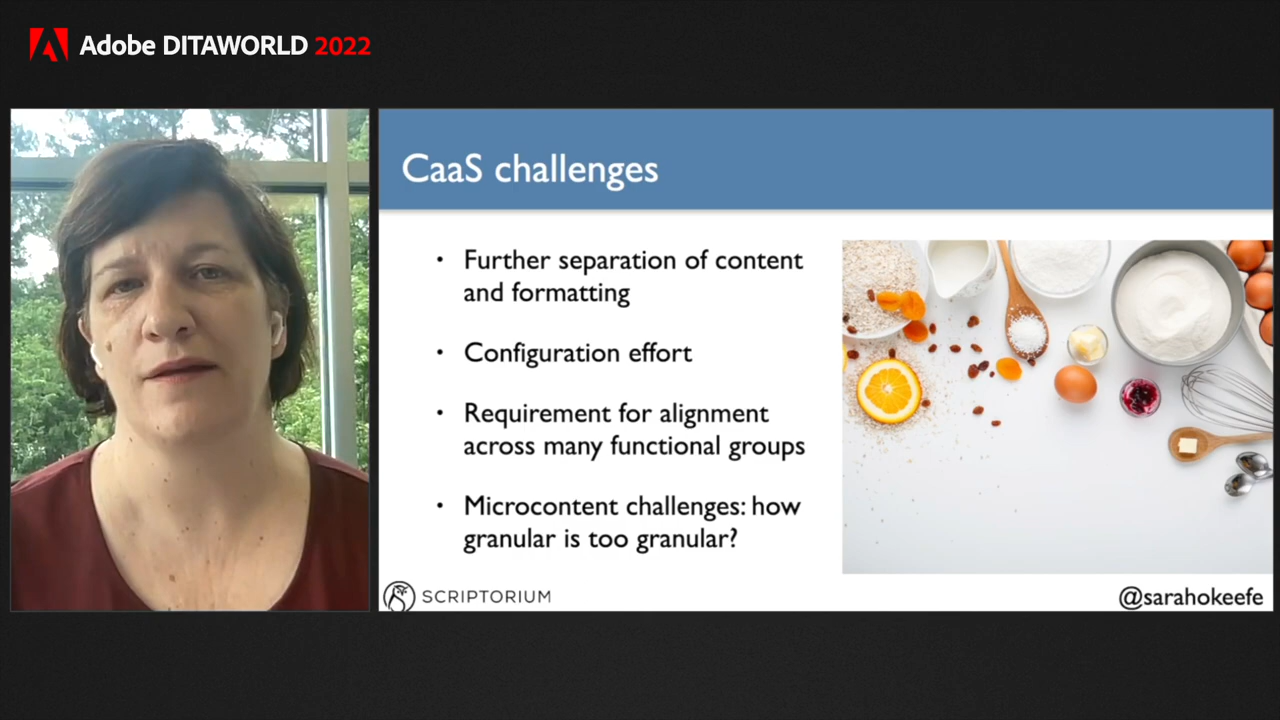 Adobe DITAWORLD 2022
CaaS challenges
• Further separation of content
and formatting
• Configuration effort
• Requirement for alignment
across many functional groups
• Microcontent challenges: how
granular is too granular?
SCRIPTORIUM
@sarahokeefe